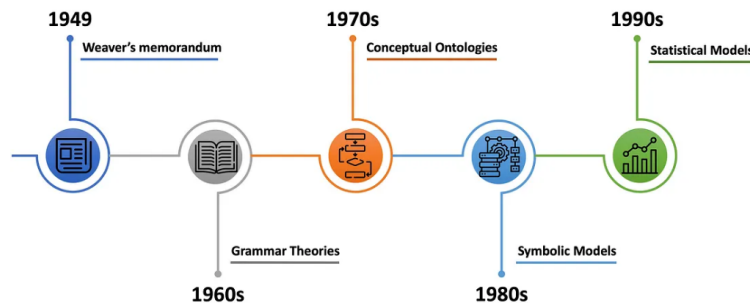 1949
Weaver's memorandum
1970s
Conceptual Ontologies
1990s
Statistical Models
Grammar Theories
1960s
Symbolic Models
1980s